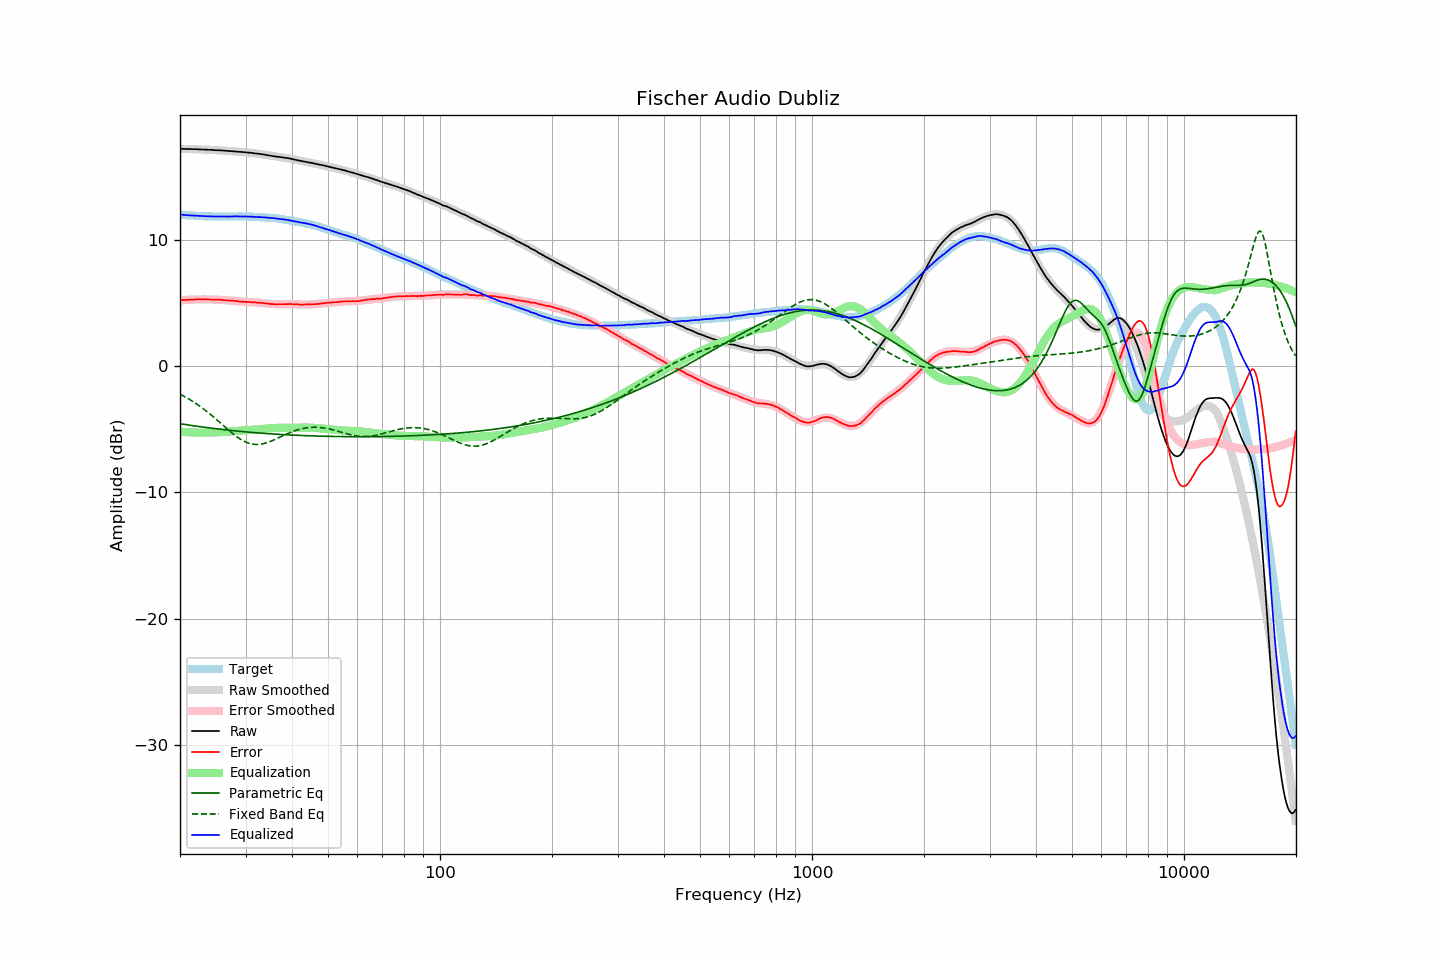 Fischer Audio Dubliz
Amplitude (dBr)
10
0
−10
−20
−30
Target
Raw Smoothed
Error Smoothed
Raw
Error
Equalization
Parametric Eq
Fixed Band Eq
Equalized
100
1000
10000
Frequency (Hz)